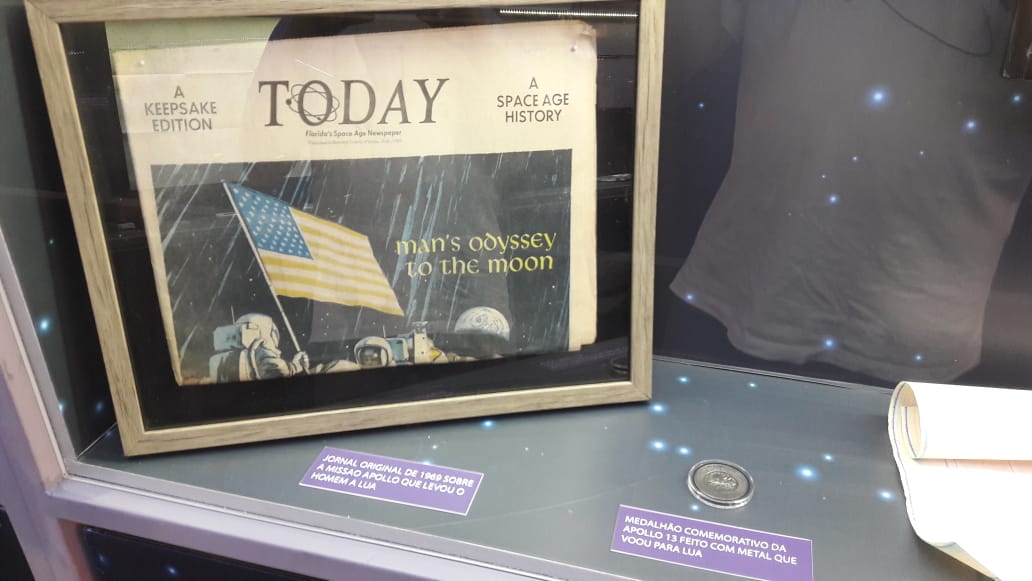 A
KEEPSAKE
EDITION
TODAY
Florida's Space Age Newspaper
A
SPACE AGE
HISTORY
man's odyssey
to the moon
JORNAL ORIGINAL DE 1969 SOBRE
A MISSÃO APOLLO QUE LEVOU O
HOMEM A LUA
MEDALHÃO COMEMORATIVO DA
APOLLO 13 FEITO COM METAL QUE
VOOU PARA LUA